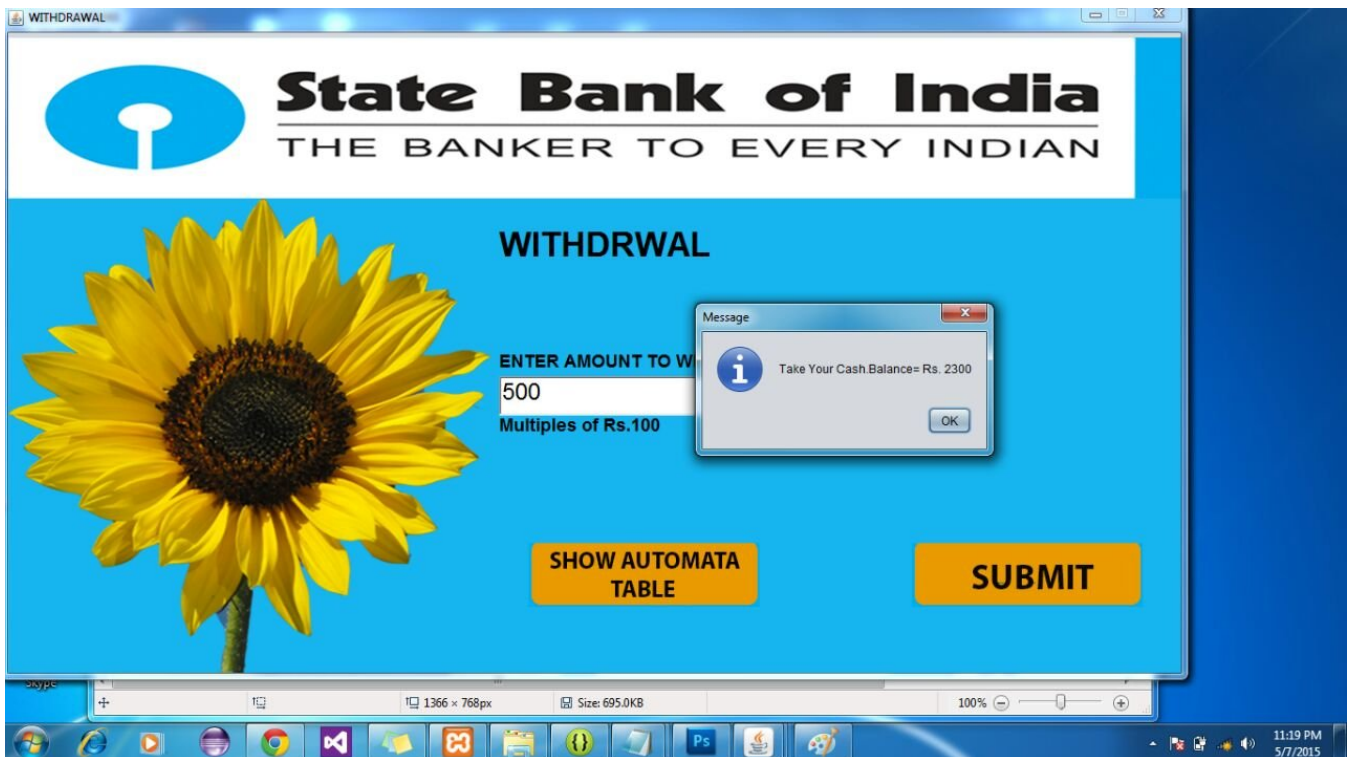 WITHDRAWAL
State Bank of India
THE BANKER TO EVERY INDIAN
WITHDRWAL
Message
Take Your Cash.Balance= Rs. 2300
OK
ENTER AMOUNT TO W
500
Multiples of Rs.100
SHOW AUTOMATA
TABLE
SUBMIT
Skype
1366 × 768px
Size: 695.0KB
100%
Ps
11:19 PM
5/7/2015